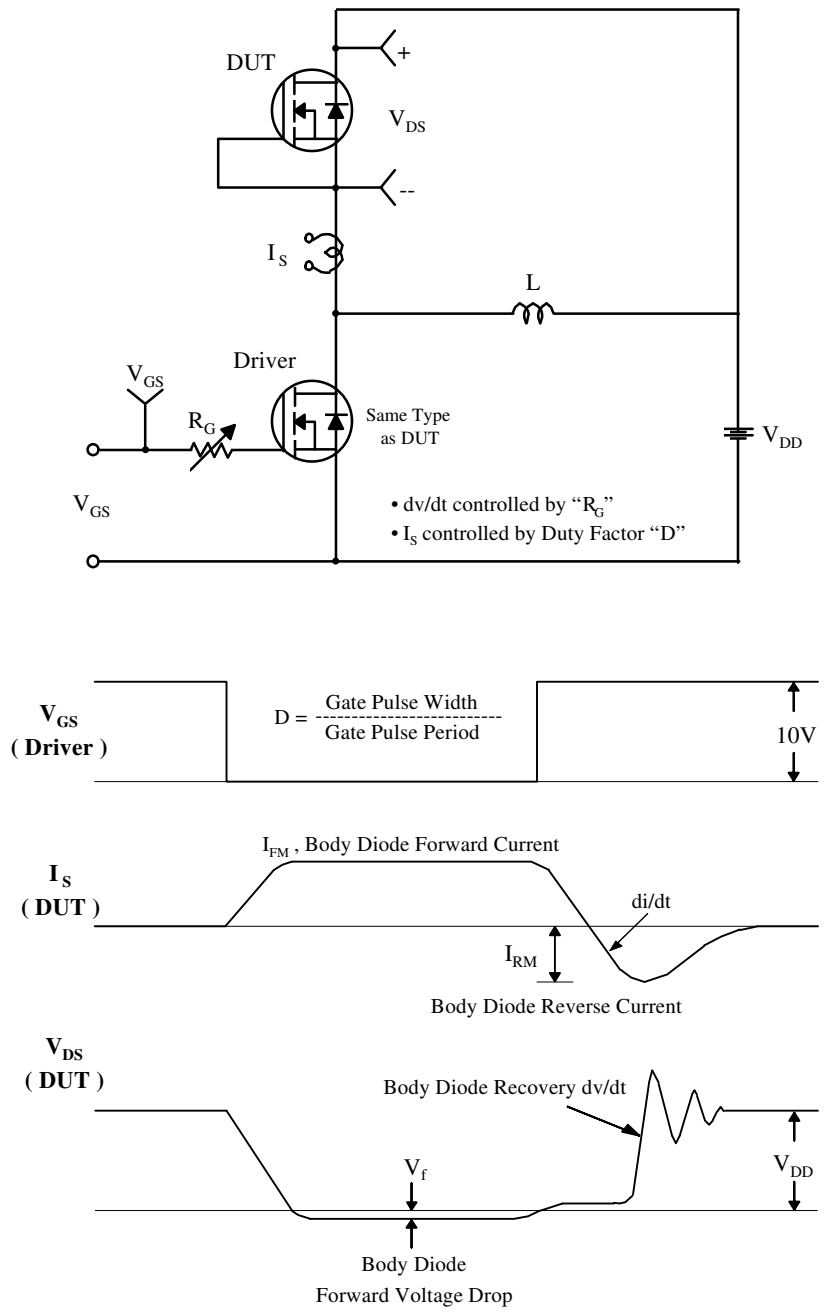 DUT
+
V_DS
--
I_S
L
Driver
V_GS
R_G
Same Type
as DUT
V_DD
V_GS
• dv/dt controlled by “R_G”
• I_S controlled by Duty Factor “D”
V_GS
( Driver )
D = Gate Pulse Width
--------------------------
Gate Pulse Period
10V
I_FM , Body Diode Forward Current
I_S
( DUT )
di/dt
I_RM
Body Diode Reverse Current
V_DS
( DUT )
Body Diode Recovery dv/dt
V_f
V_DD
Body Diode
Forward Voltage Drop